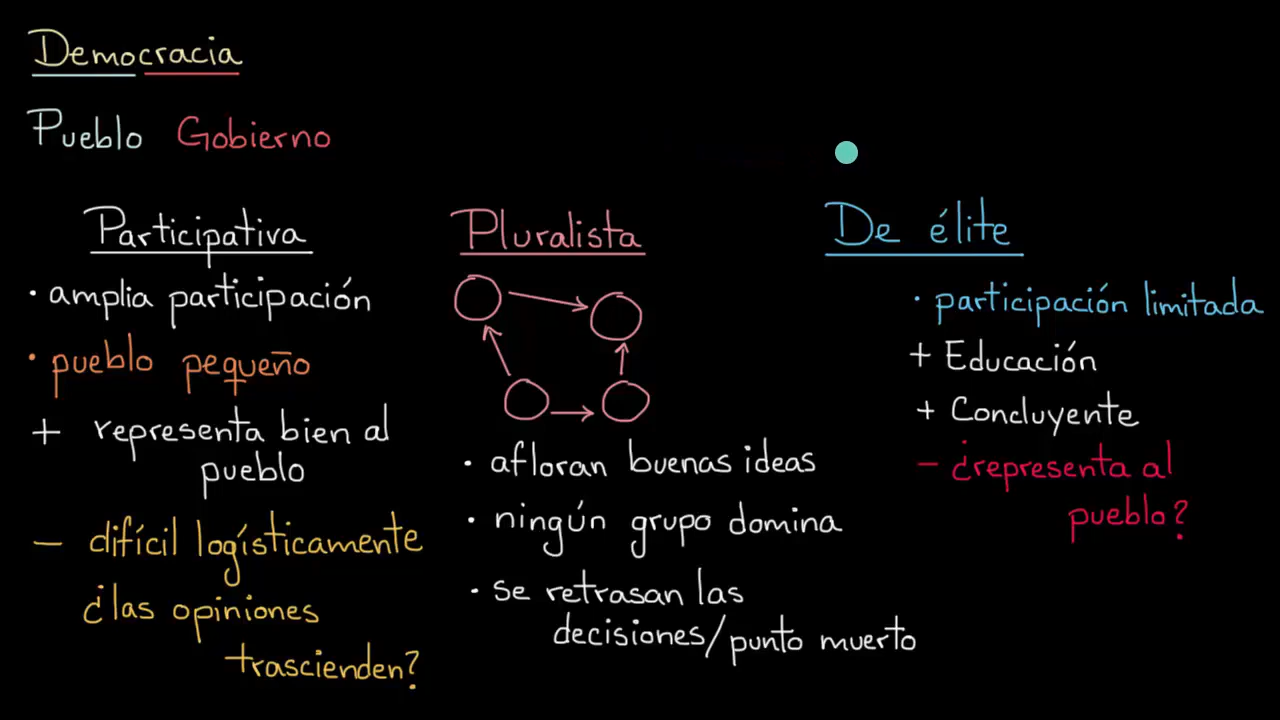 Democracia
Pueblo Gobierno
Participativa
· amplia participación
· pueblo pequeño
+ representa bien al
pueblo
− difícil logísticamente
¿las opiniones
trascienden?
Pluralista
· afloran buenas ideas
· ningún grupo domina
· se retrasan las
decisiones/punto muerto
De élite
· participación limitada
+ Educación
+ Concluyente
− ¿representa al
pueblo?